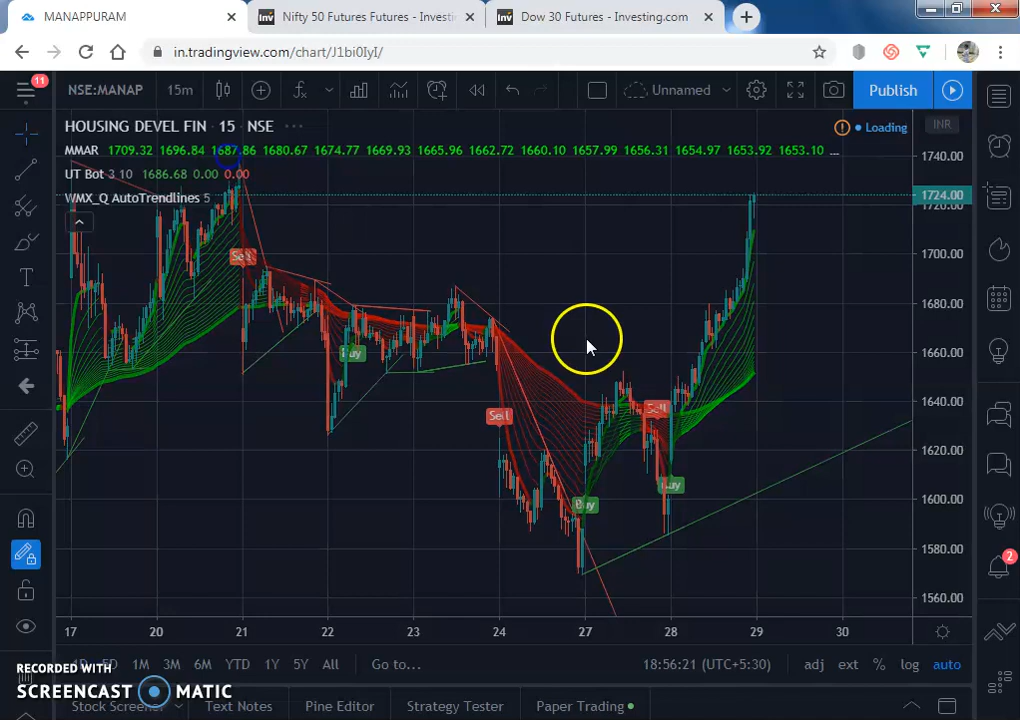 MANAPPURAM
Nifty 50 Futures Futures - Investi
Dow 30 Futures - Investing.com
in.tradingview.com/chart/J1bi0IyI/
11
NSE:MANAP
15m
Unnamed
Publish
HOUSING DEVEL FIN · 15 · NSE
Loading
INR
MMAR 1709.32 1696.84 1687.86 1680.67 1674.77 1669.93 1665.96 1662.72 1660.10 1657.99 1656.31 1654.97 1653.92 1653.10 ...
UT Bot 3 10 1686.68 0.00 0.00
WMX_Q AutoTrendlines 5
1740.00
1724.00
1720.00
1700.00
1680.00
1660.00
1640.00
1620.00
1600.00
1580.00
1560.00
Sell
Buy
Sell
Buy
Sell
Buy
2
17 20 21 22 23 24 27 28 29 30
5D 1M 3M 6M YTD 1Y 5Y All Go to... 18:56:21 (UTC+5:30) adj ext % log auto
RECORDED WITH
SCREENCAST MATIC
Stock Screener Text Notes Pine Editor Strategy Tester Paper Trading